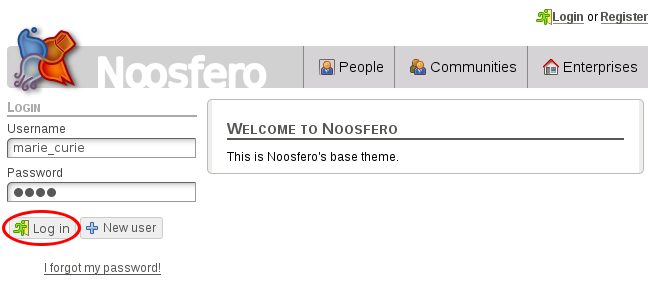 Login or Register
Noosfero
People Communities Enterprises
Login
Username
marie_curie
Password
Log in New user
I forgot my password!
Welcome to Noosfero
This is Noosfero's base theme.